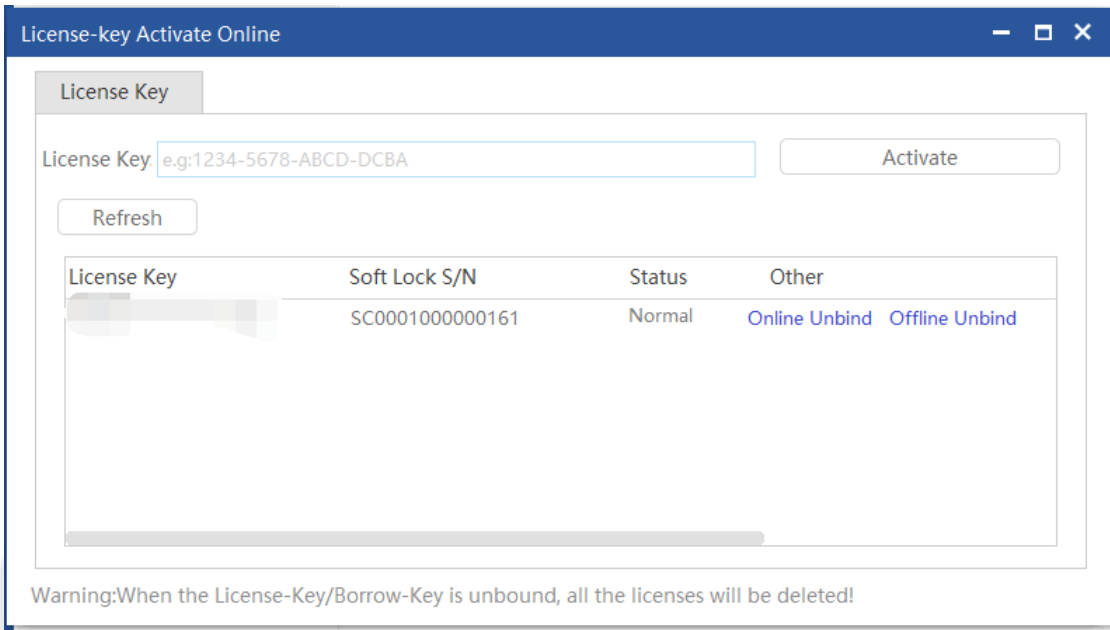 License-key Activate Online
License Key
License Key: e.g:1234-5678-ABCD-DCBA Activate
Refresh
License Key Soft Lock S/N Status Other
SC0001000000161 Normal Online Unbind Offline Unbind
Warning:When the License-Key/Borrow-Key is unbound, all the licenses will be deleted!